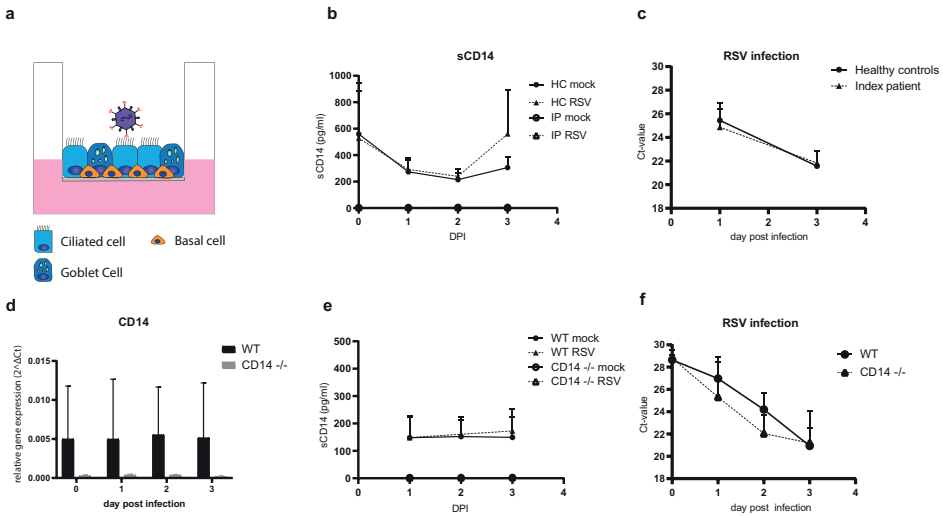 a
Ciliated cell
Basal cell
Goblet Cell
b
sCD14
sCD14 (pg/ml)
1000
800
600
400
200
0
0 1 2 3 4
DPI
HC mock
HC RSV
IP mock
IP RSV
c
RSV infection
Ct-value
30
28
26
24
22
20
18
0 1 2 3 4
day post infection
Healthy controls
Index patient
d
CD14
WT
CD14 -/-
relative gene expression (2^ΔCt)
0.015
0.010
0.005
0.000
0 1 2 3
day post infection
e
WT mock
WT RSV
CD14 -/- mock
CD14 -/- RSV
sCD14 (pg/ml)
500
400
300
200
100
0
0 1 2 3 4
DPI
f
RSV infection
WT
CD14 -/-
Ct-value
30
28
26
24
22
20
18
0 1 2 3 4
day post infection